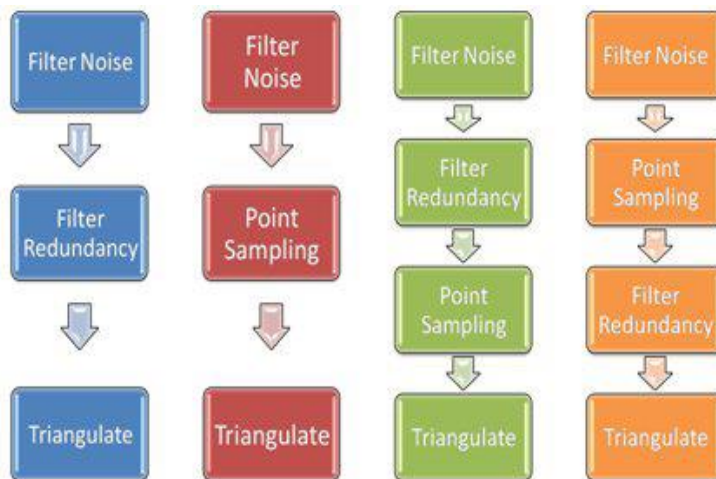 Filter Noise
Filter
Redundancy
Triangulate
Filter
Noise
Point
Sampling
Triangulate
Filter Noise
Filter
Redundancy
Point
Sampling
Triangulate
Filter Noise
Point
Sampling
Filter
Redundancy
Triangulate